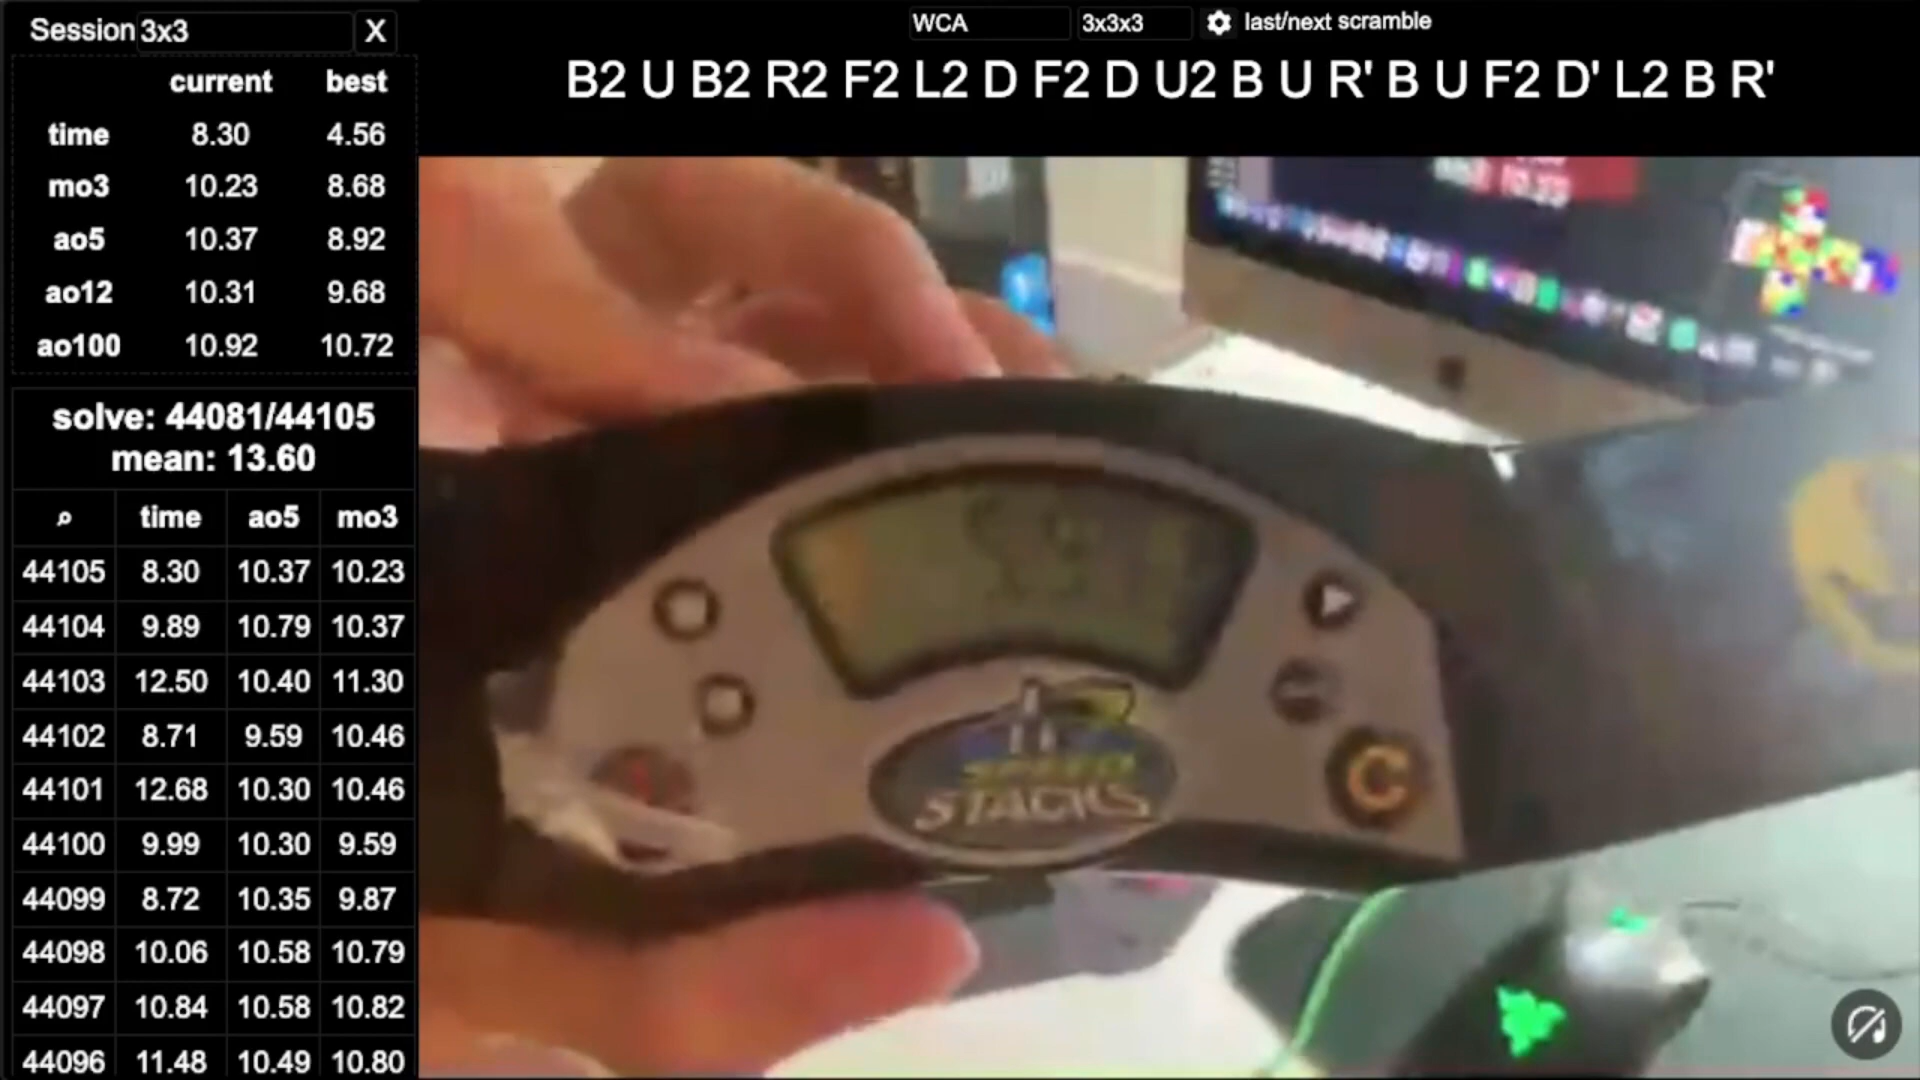 Session 3x3 X
WCA 3x3x3 last/next scramble
B2 U B2 R2 F2 L2 D F2 D U2 B U R' B U F2 D' L2 B R'
current best
time 8.30 4.56
mo3 10.23 8.68
ao5 10.37 8.92
ao12 10.31 9.68
ao100 10.92 10.72
solve: 44081/44105
mean: 13.60
time ao5 mo3
44105 8.30 10.37 10.23
44104 9.89 10.79 10.37
44103 12.50 10.40 11.30
44102 8.71 9.59 10.46
44101 12.68 10.30 10.46
44100 9.99 10.30 9.59
44099 8.72 10.35 9.87
44098 10.06 10.58 10.79
44097 10.84 10.58 10.82
44096 11.48 10.49 10.80
SPEED
STACKS
C